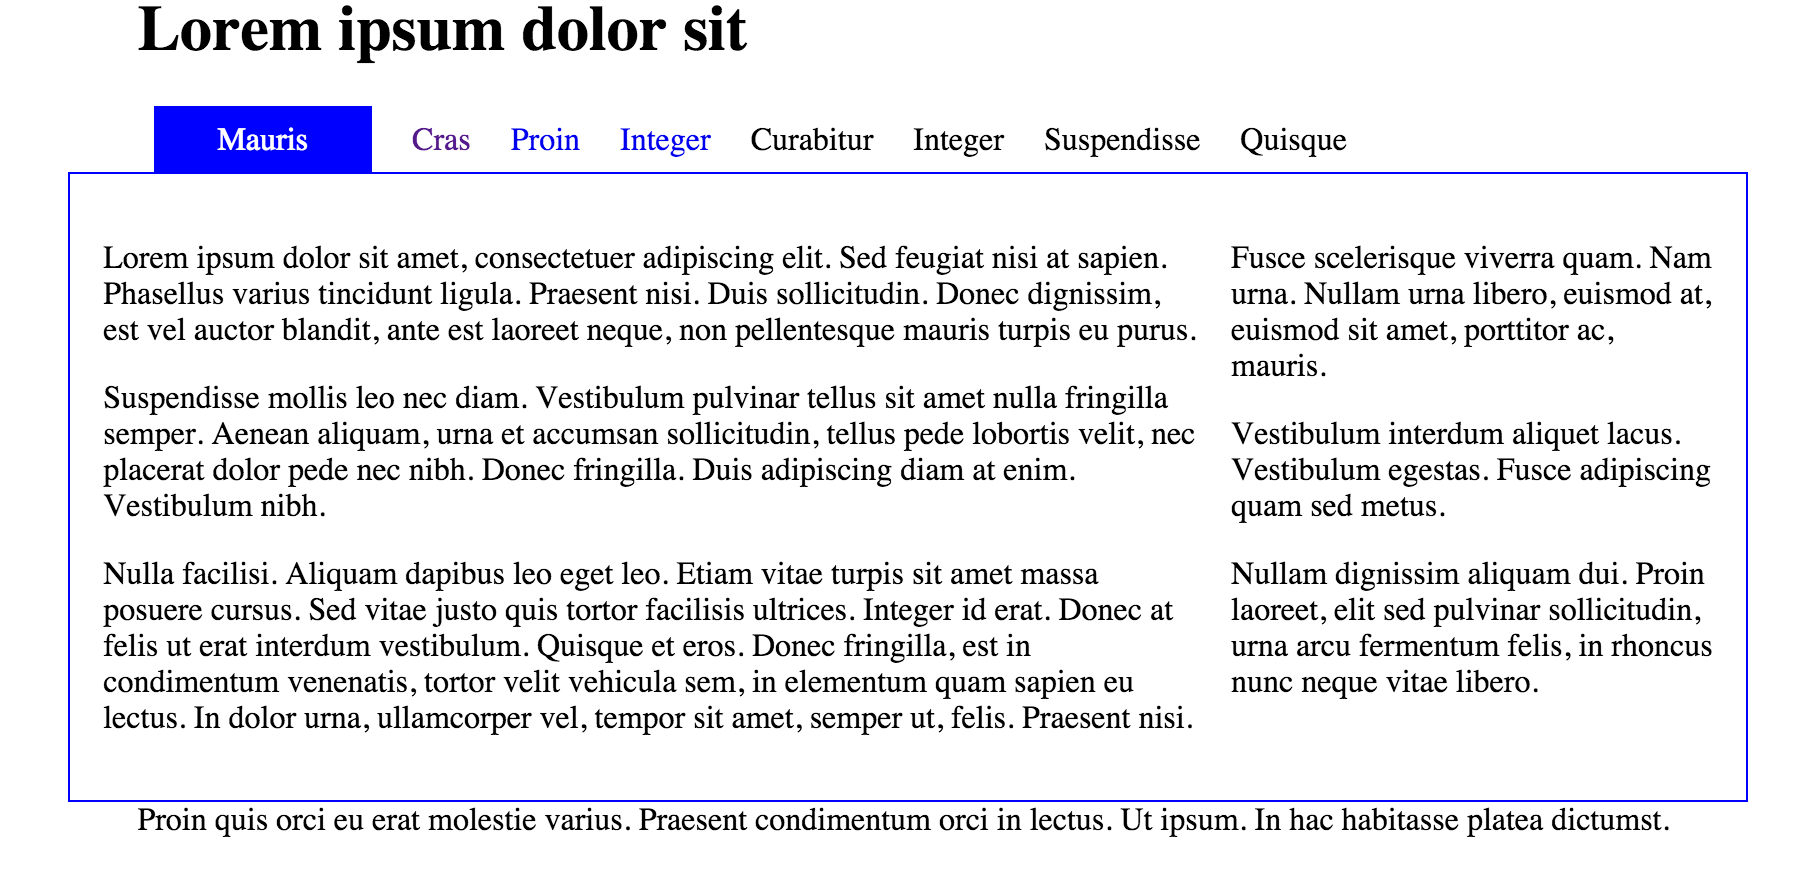 Lorem ipsum dolor sit
Mauris Cras Proin Integer Curabitur Integer Suspendisse Quisque
Lorem ipsum dolor sit amet, consectetuer adipiscing elit. Sed feugiat nisi at sapien.
Phasellus varius tincidunt ligula. Praesent nisi. Duis sollicitudin. Donec dignissim,
est vel auctor blandit, ante est laoreet neque, non pellentesque mauris turpis eu purus.
Suspendisse mollis leo nec diam. Vestibulum pulvinar tellus sit amet nulla fringilla
semper. Aenean aliquam, urna et accumsan sollicitudin, tellus pede lobortis velit, nec
placerat dolor pede nec nibh. Donec fringilla. Duis adipiscing diam at enim.
Vestibulum nibh.
Nulla facilisi. Aliquam dapibus leo eget leo. Etiam vitae turpis sit amet massa
posuere cursus. Sed vitae justo quis tortor facilisis ultrices. Integer id erat. Donec at
felis ut erat interdum vestibulum. Quisque et eros. Donec fringilla, est in
condimentum venenatis, tortor velit vehicula sem, in elementum quam sapien eu
lectus. In dolor urna, ullamcorper vel, tempor sit amet, semper ut, felis. Praesent nisi.
Fusce scelerisque viverra quam. Nam
urna. Nullam urna libero, euismod at,
euismod sit amet, porttitor ac,
mauris.
Vestibulum interdum aliquet lacus.
Vestibulum egestas. Fusce adipiscing
quam sed metus.
Nullam dignissim aliquam dui. Proin
laoreet, elit sed pulvinar sollicitudin,
urna arcu fermentum felis, in rhoncus
nunc neque vitae libero.
Proin quis orci eu erat molestie varius. Praesent condimentum orci in lectus. Ut ipsum. In hac habitasse platea dictumst.